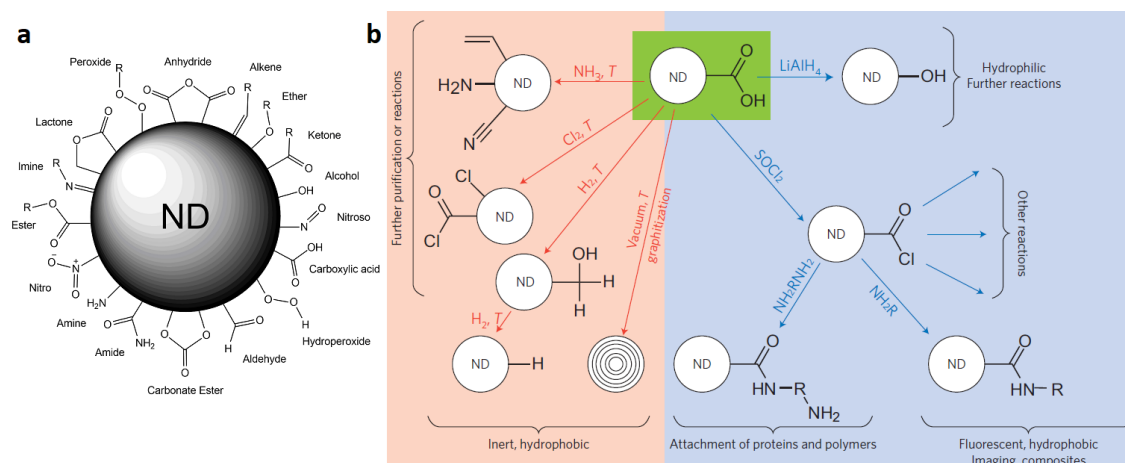 a
Peroxide
Anhydride
Alkene
Ether
Ketone
Alcohol
Nitroso
Carboxylic acid
Hydroperoxide
Aldehyde
Carbonate Ester
Amide
Amine
Nitro
Ester
Imine
Lactone
R
O
O
O
O
O
R
R
O
R
O
OH
N
O
O
OH
O
O
H
O
H
O
O
O
O
NH₂
H₂N
O⁻
N⁺
O
R
O
O
R
N
O
O
ND
b
Further purification or reactions
H₂N
ND
N
NH₃, T
ND
O
OH
LiAlH₄
ND
OH
Hydrophilic
Further reactions
Cl₂, T
O
Cl
Cl
ND
H₂, T
ND
OH
H
H
Vacuum, T
graphitization
SOCl₂
ND
O
Cl
Other reactions
H₂, T
ND
H
NH₂RNH₂
NH₂R
ND
O
HN
R
NH₂
ND
O
HN
R
Inert, hydrophobic
Attachment of proteins and polymers
Fluorescent, hydrophobic
Imaging, composites